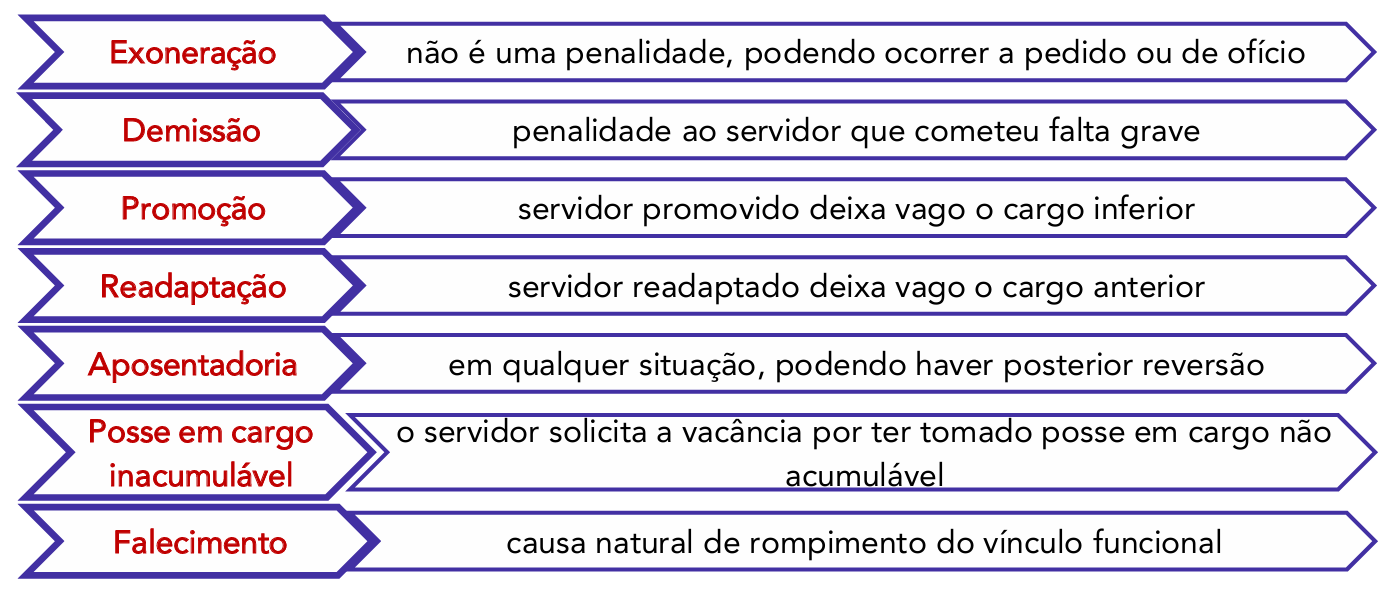 Exoneração
não é uma penalidade, podendo ocorrer a pedido ou de ofício
Demissão
penalidade ao servidor que cometeu falta grave
Promoção
servidor promovido deixa vago o cargo inferior
Readaptação
servidor readaptado deixa vago o cargo anterior
Aposentadoria
em qualquer situação, podendo haver posterior reversão
Posse em cargo
inacumulável
o servidor solicita a vacância por ter tomado posse em cargo não
acumulável
Falecimento
causa natural de rompimento do vínculo funcional